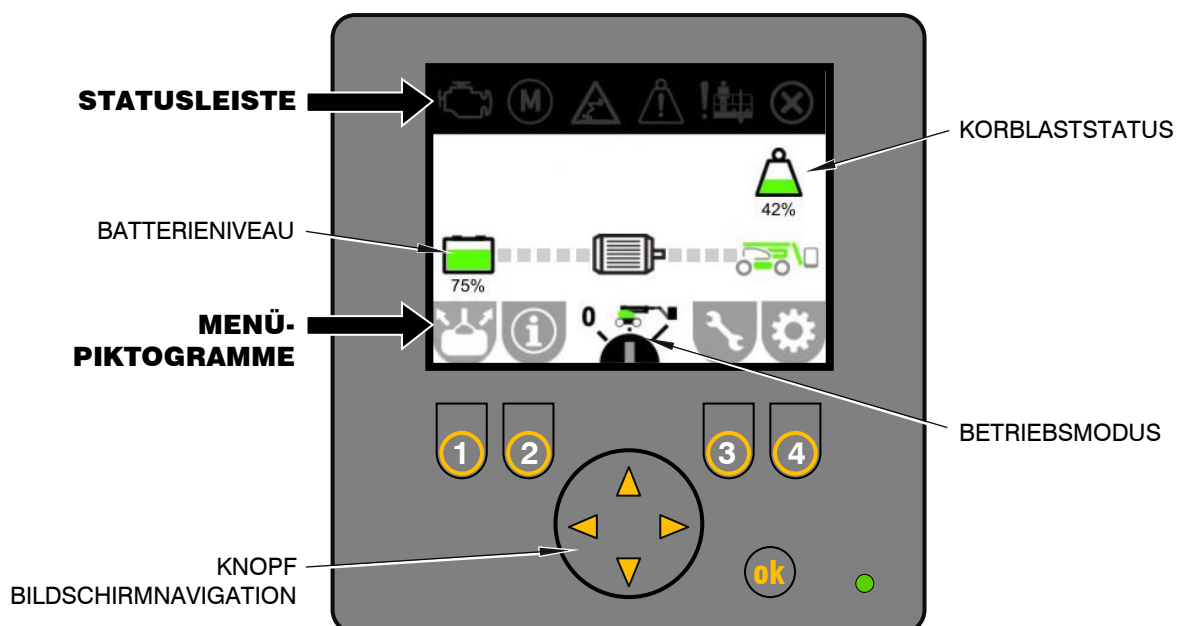 STATUSLEISTE
M
KORBLASTSTATUS
42%
BATTERIENIVEAU
75%
MENÜ-
PIKTOGRAMME
i
0
BETRIEBSMODUS
1 2 3 4
KNOPF
BILDSCHIRMNAVIGATION
ok